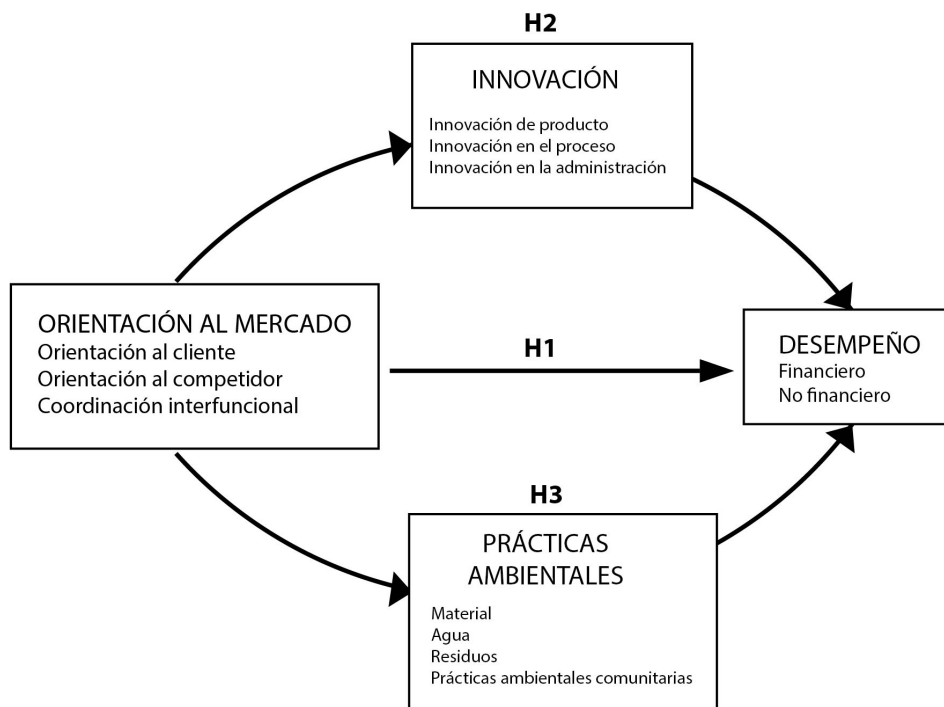 H2
INNOVACIÓN
Innovación de producto
Innovación en el proceso
Innovación en la administración
ORIENTACIÓN AL MERCADO
Orientación al cliente
Orientación al competidor
Coordinación interfuncional
H1
DESEMPEÑO
Financiero
No financiero
H3
PRÁCTICAS
AMBIENTALES
Material
Agua
Residuos
Prácticas ambientales comunitarias